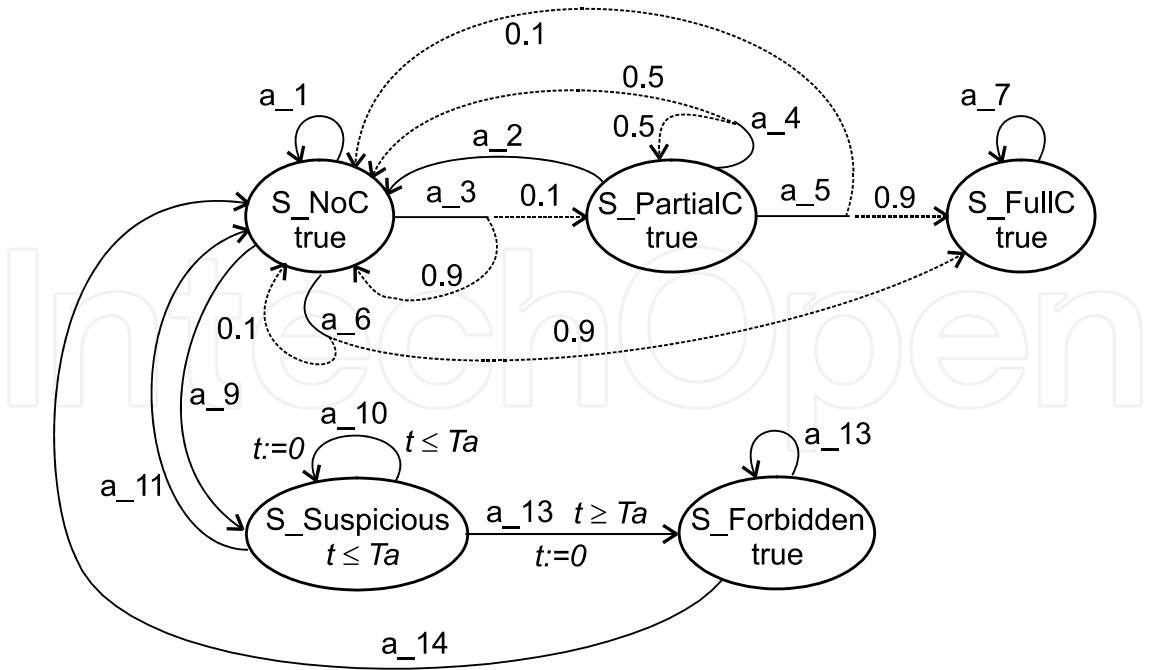 0.1
0.5
a_1
a_7
0.5
a_4
a_2
S_NoC
true
a_3
0.1
S_PartialC
true
a_5
0.9
S_FullC
true
0.9
0.1
a_6
0.9
IntechOpen
a_9
a_10
t:=0
t ≤ Ta
a_13
a_11
S_Suspicious
t ≤ Ta
a_13 t ≥ Ta
t:=0
S_Forbidden
true
a_14